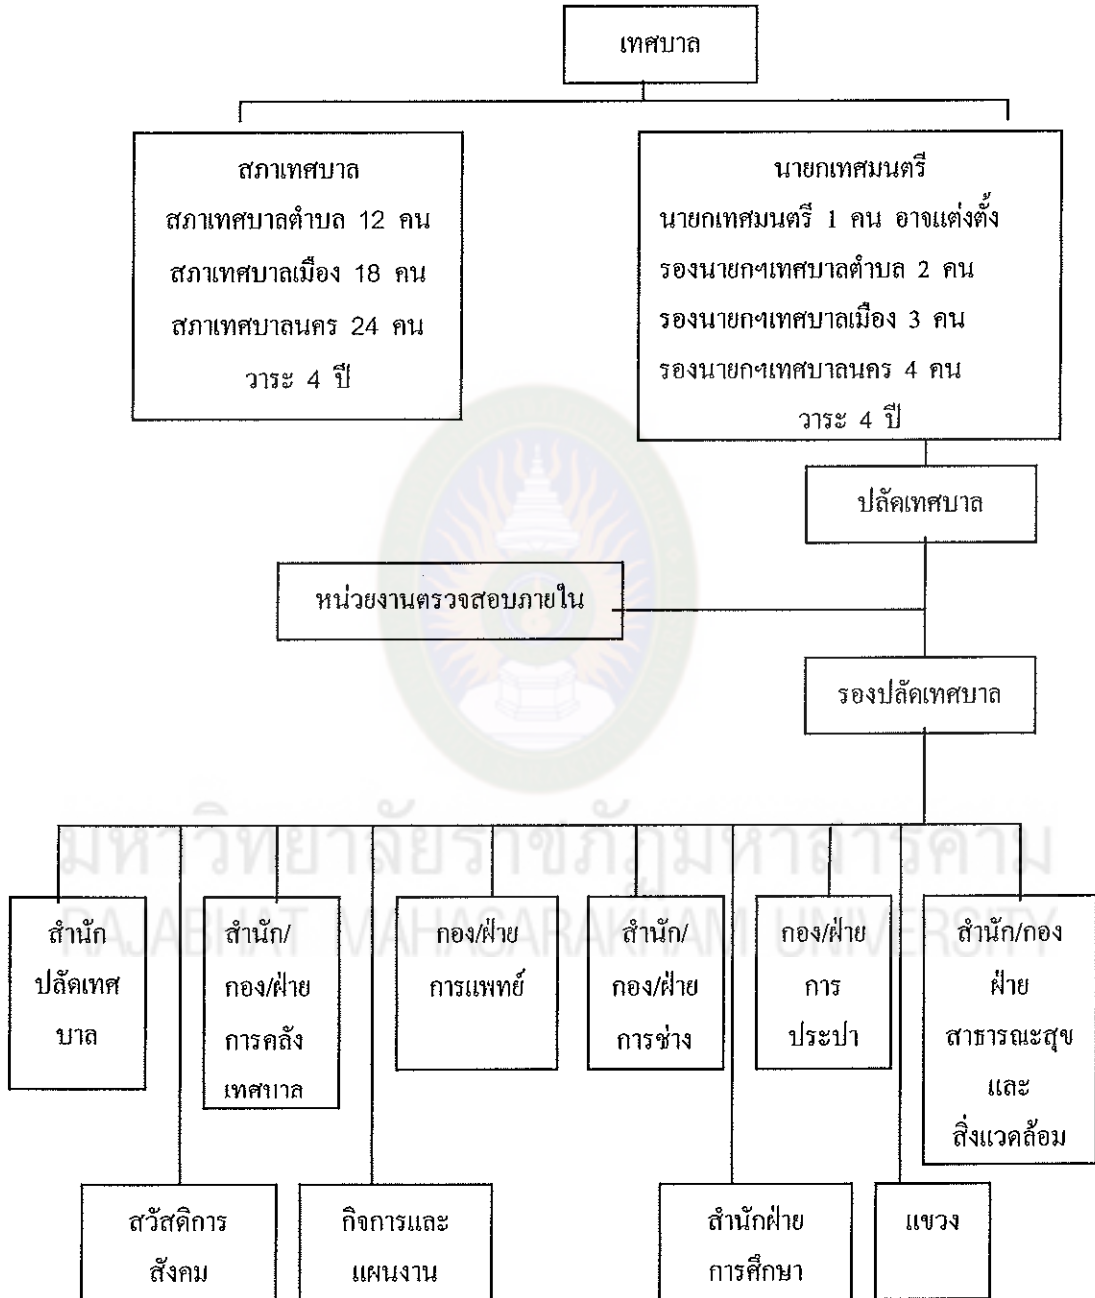 เทศบาล
สภาเทศบาล
สภาเทศบาลตำบล 12 คน
สภาเทศบาลเมือง 18 คน
สภาเทศบาลนคร 24 คน
วาระ 4 ปี
นายกเทศมนตรี
นายกเทศมนตรี 1 คน อาจแต่งตั้ง
รองนายกฯเทศบาลตำบล 2 คน
รองนายกฯเทศบาลเมือง 3 คน
รองนายกฯเทศบาลนคร 4 คน
วาระ 4 ปี
ปลัดเทศบาล
หน่วยงานตรวจสอบภายใน
รองปลัดเทศบาล
มหาวิทยาลัยราชภัฏมหาสารคาม
RAJABHAT MAHASARAKHAM UNIVERSITY
สำนัก
ปลัดเทศ
บาล
สำนัก/
กอง/ฝ่าย
การคลัง
เทศบาล
กอง/ฝ่าย
การแพทย์
สำนัก/
กอง/ฝ่าย
การช่าง
กอง/ฝ่าย
การ
ประปา
สำนัก/กอง
ฝ่าย
สาธารณะสุข
และ
สิ่งแวดล้อม
สวัสดิการ
สังคม
กิจการและ
แผนงาน
สำนักฝ่าย
การศึกษา
แขวง